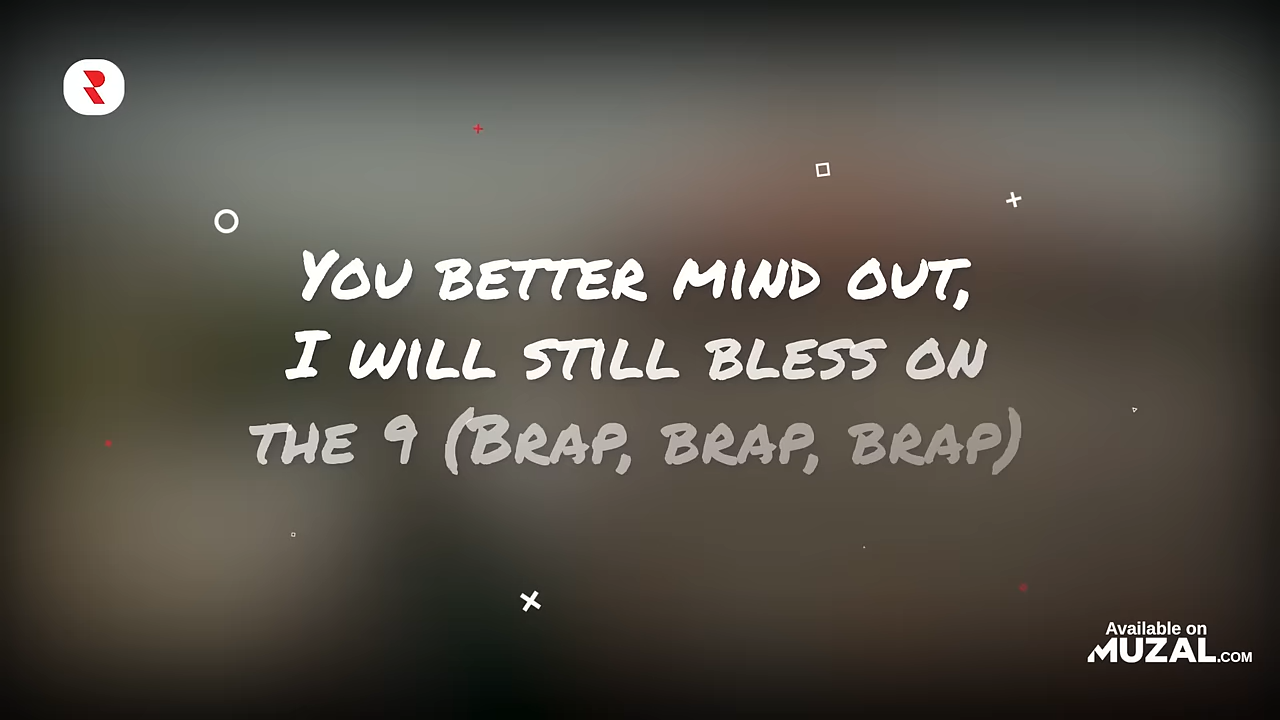 You better mind out,
I will still bless on
the 9 (Brap, brap, brap)
Available on
MUZAL.COM